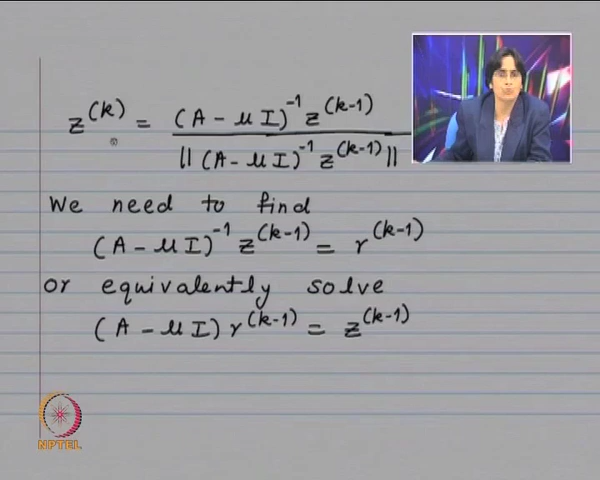 z^(k) = (A - μI)^-1 z^(k-1)
|| (A - μI)^-1 z^(k-1) ||
We need to find
(A - μI)^-1 z^(k-1) = r^(k-1)
or equivalently solve
(A - μI) r^(k-1) = z^(k-1)
NPTEL